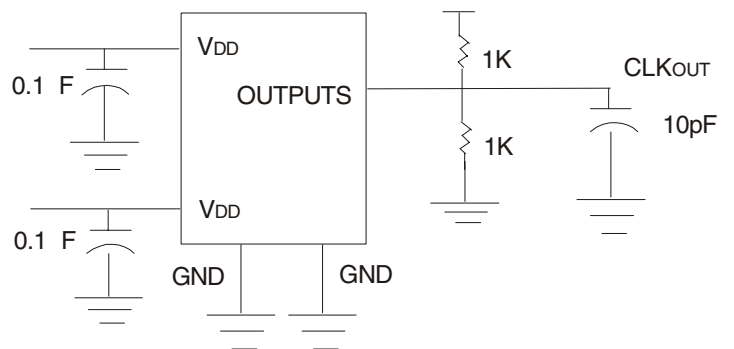 VDD
0.1 F
OUTPUTS
1K
CLKOUT
10pF
1K
VDD
0.1 F
GND
GND